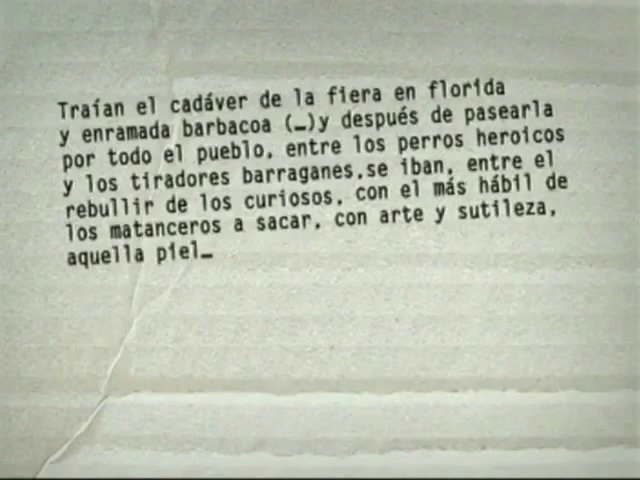 Traían el cadáver de la fiera en florida
y enramada barbacoa (…)y después de pasearla
por todo el pueblo, entre los perros heroicos
y los tiradores barraganes,se iban, entre el
rebullir de los curiosos, con el más hábil de
los matanceros a sacar, con arte y sutileza,
aquella piel…